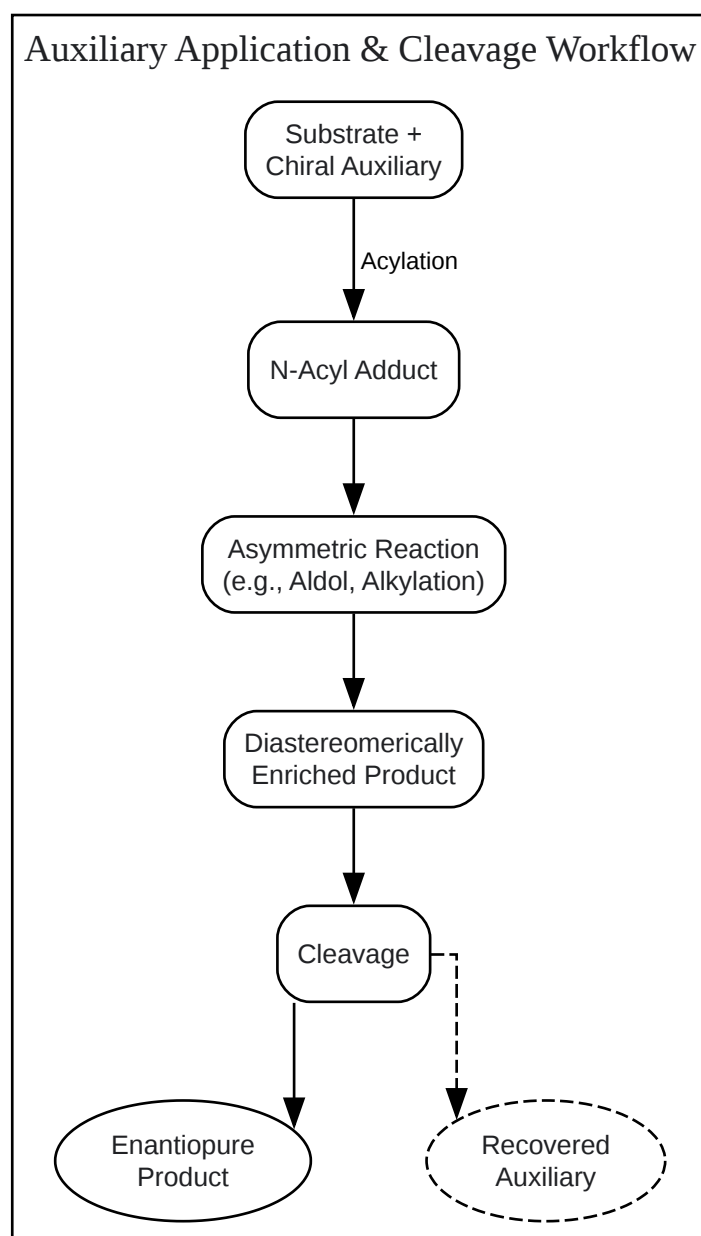 Auxiliary Application & Cleavage Workflow
Substrate +
Chiral Auxiliary
Acylation
N-Acyl Adduct
Asymmetric Reaction
(e.g., Aldol, Alkylation)
Diastereomerically
Enriched Product
Cleavage
Enantiopure
Product
Recovered
Auxiliary